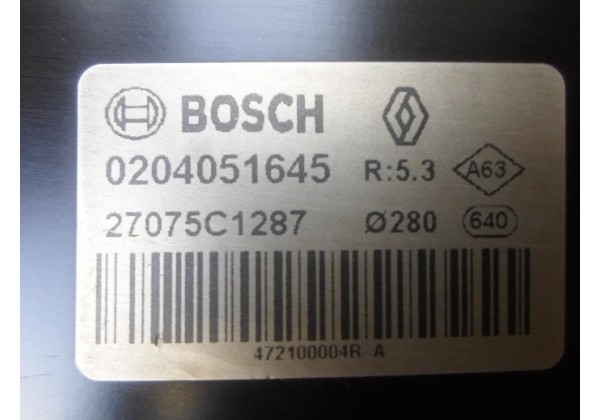 BOSCH
0204051645 R:5.3 A63
27075C1287 Ø280 640
472100004R A